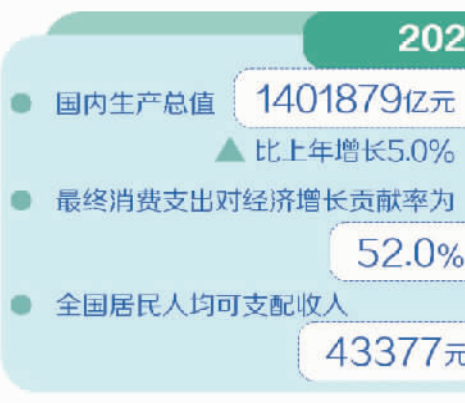 202
国内生产总值 1401879亿元
▲ 比上年增长5.0%
最终消费支出对经济增长贡献率为
52.0%
全国居民人均可支配收入
43377元